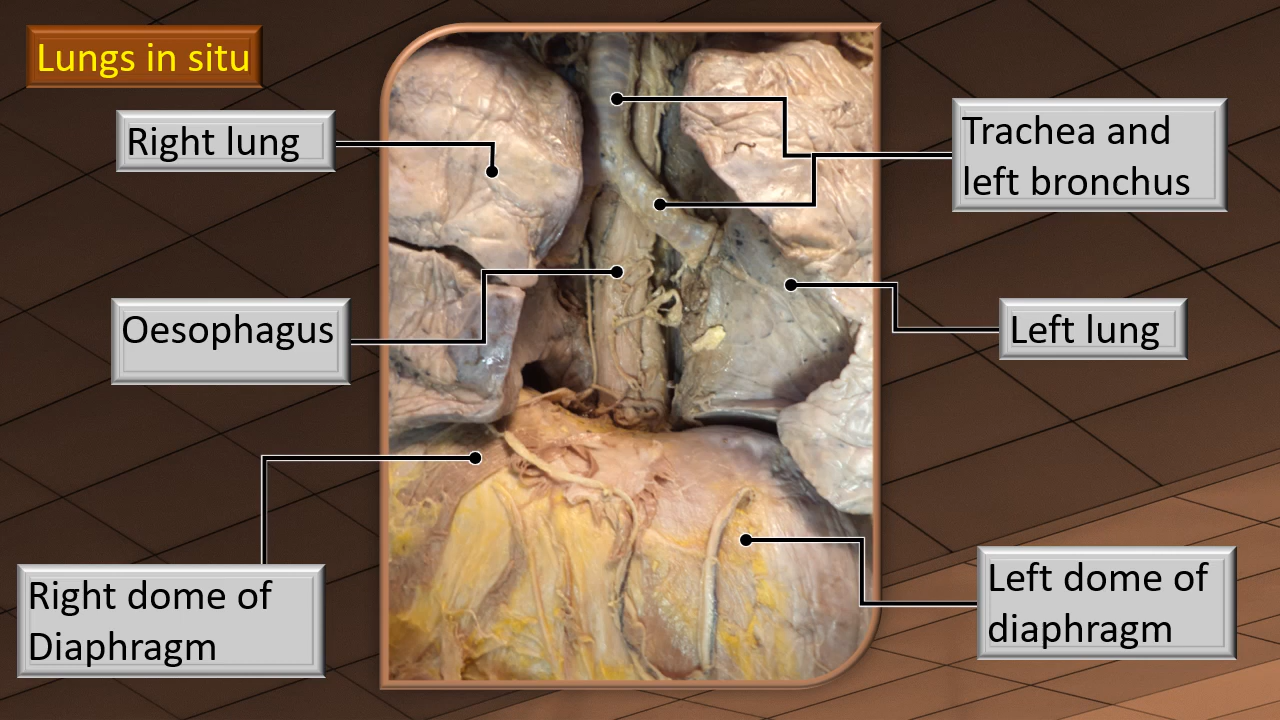 Lungs in situ
Right lung
Trachea and
left bronchus
Oesophagus
Left lung
Right dome of
Diaphragm
Left dome of
diaphragm